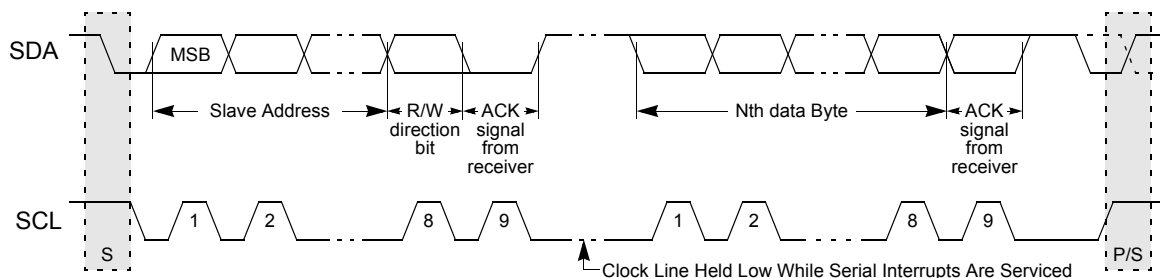 SDA
MSB
Slave Address
R/W
direction
bit
ACK
signal
from
receiver
Nth data Byte
ACK
signal
from
receiver
SCL
1
2
8
9
1
2
8
9
S
P/S
Clock Line Held Low While Serial Interrupts Are Serviced